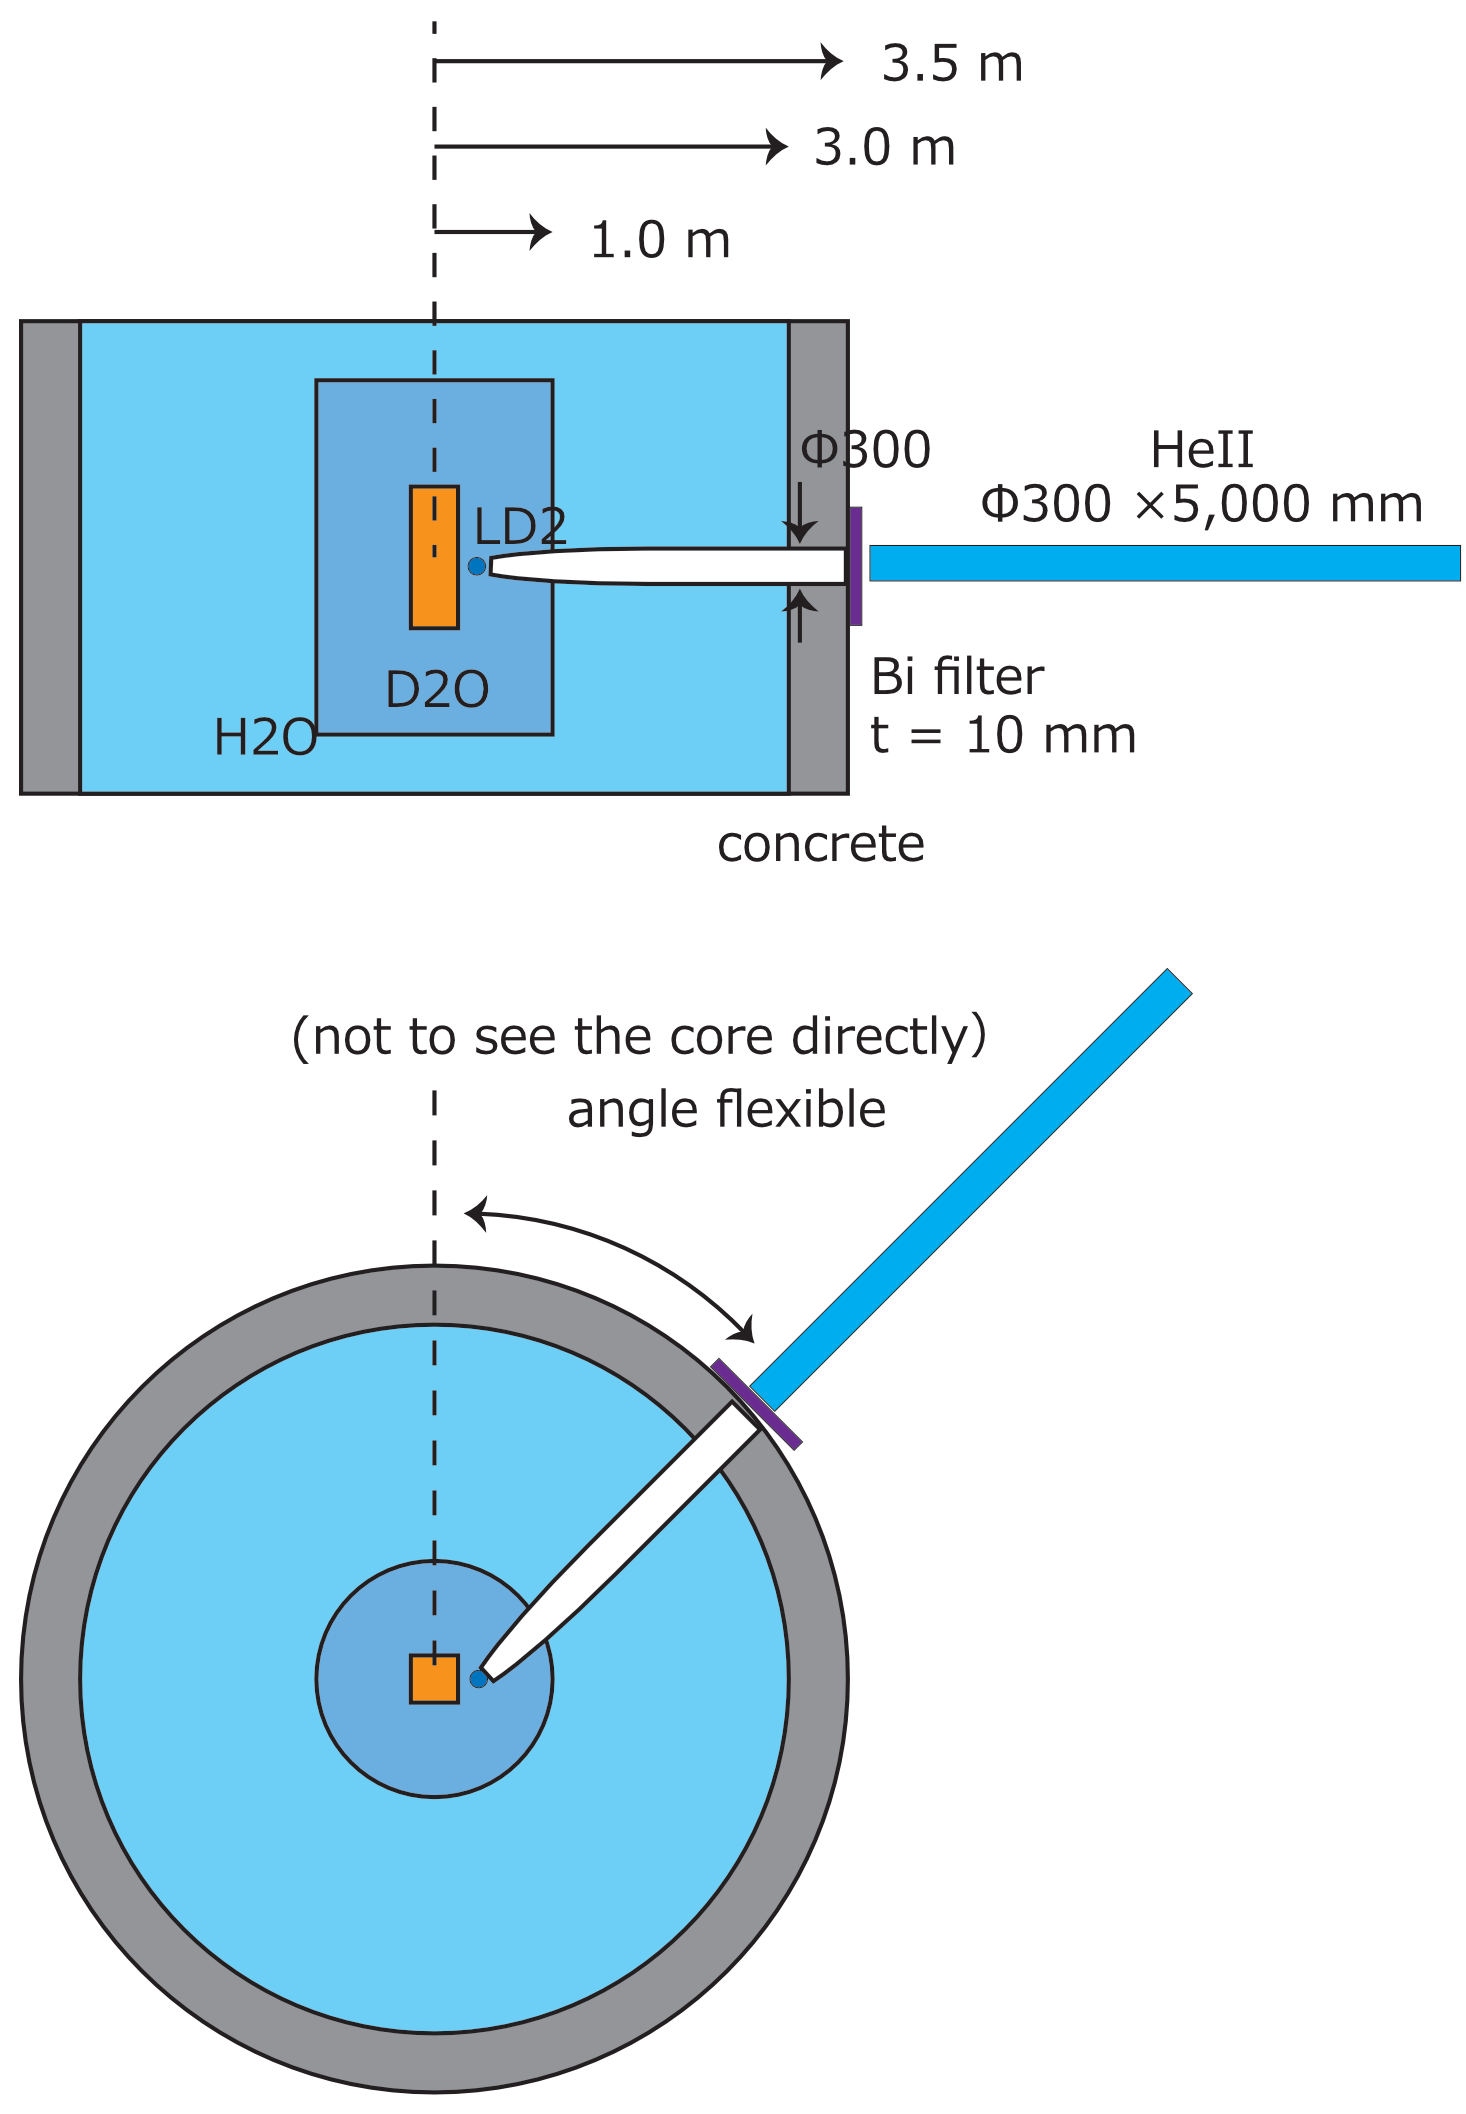 3.5 m
3.0 m
1.0 m
Φ300
HeII
Φ300 ×5,000 mm
LD2
D2O
H2O
Bi filter
t = 10 mm
concrete
(not to see the core directly)
angle flexible